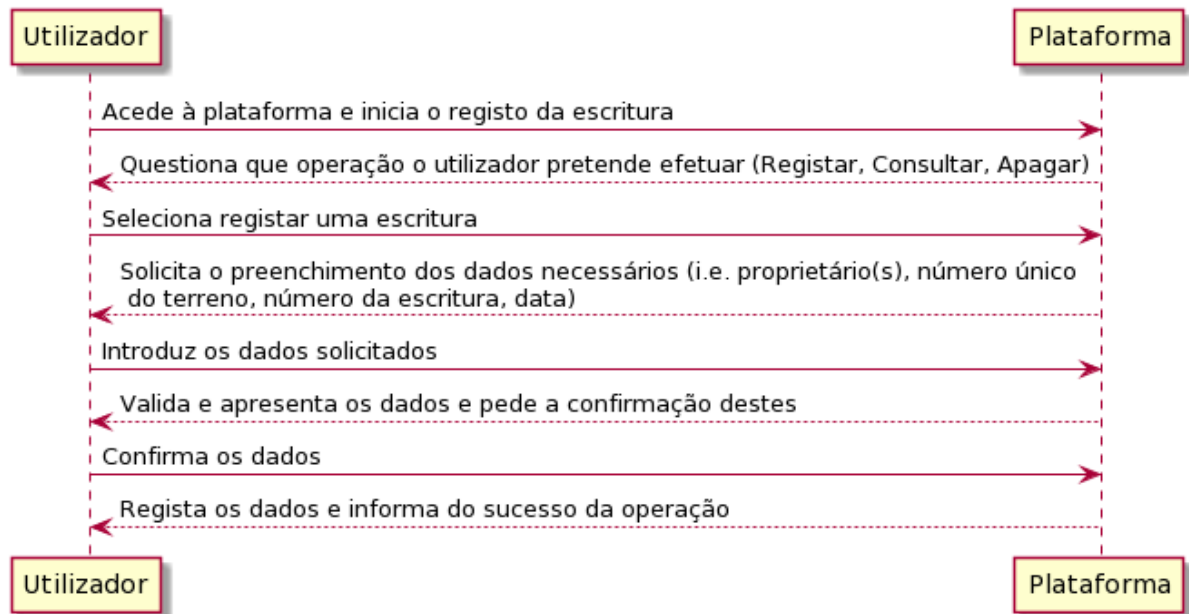 Utilizador
Plataforma
Acede à plataforma e inicia o registo da escritura
Questiona que operação o utilizador pretende efetuar (Registar, Consultar, Apagar)
Seleciona registar uma escritura
Solicita o preenchimento dos dados necessários (i.e. proprietário(s), número único
do terreno, número da escritura, data)
Introduz os dados solicitados
Valida e apresenta os dados e pede a confirmação destes
Confirma os dados
Regista os dados e informa do sucesso da operação
Utilizador
Plataforma